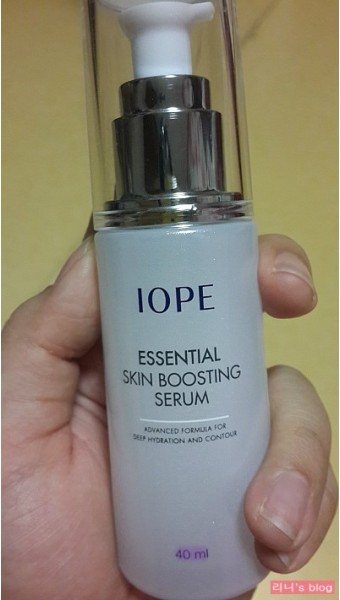 IOPE
ESSENTIAL
SKIN BOOSTING
SERUM
ADVANCED FORMULA FOR
DEEP HYDRATION AND CONTOUR
40 ml
리니's blog